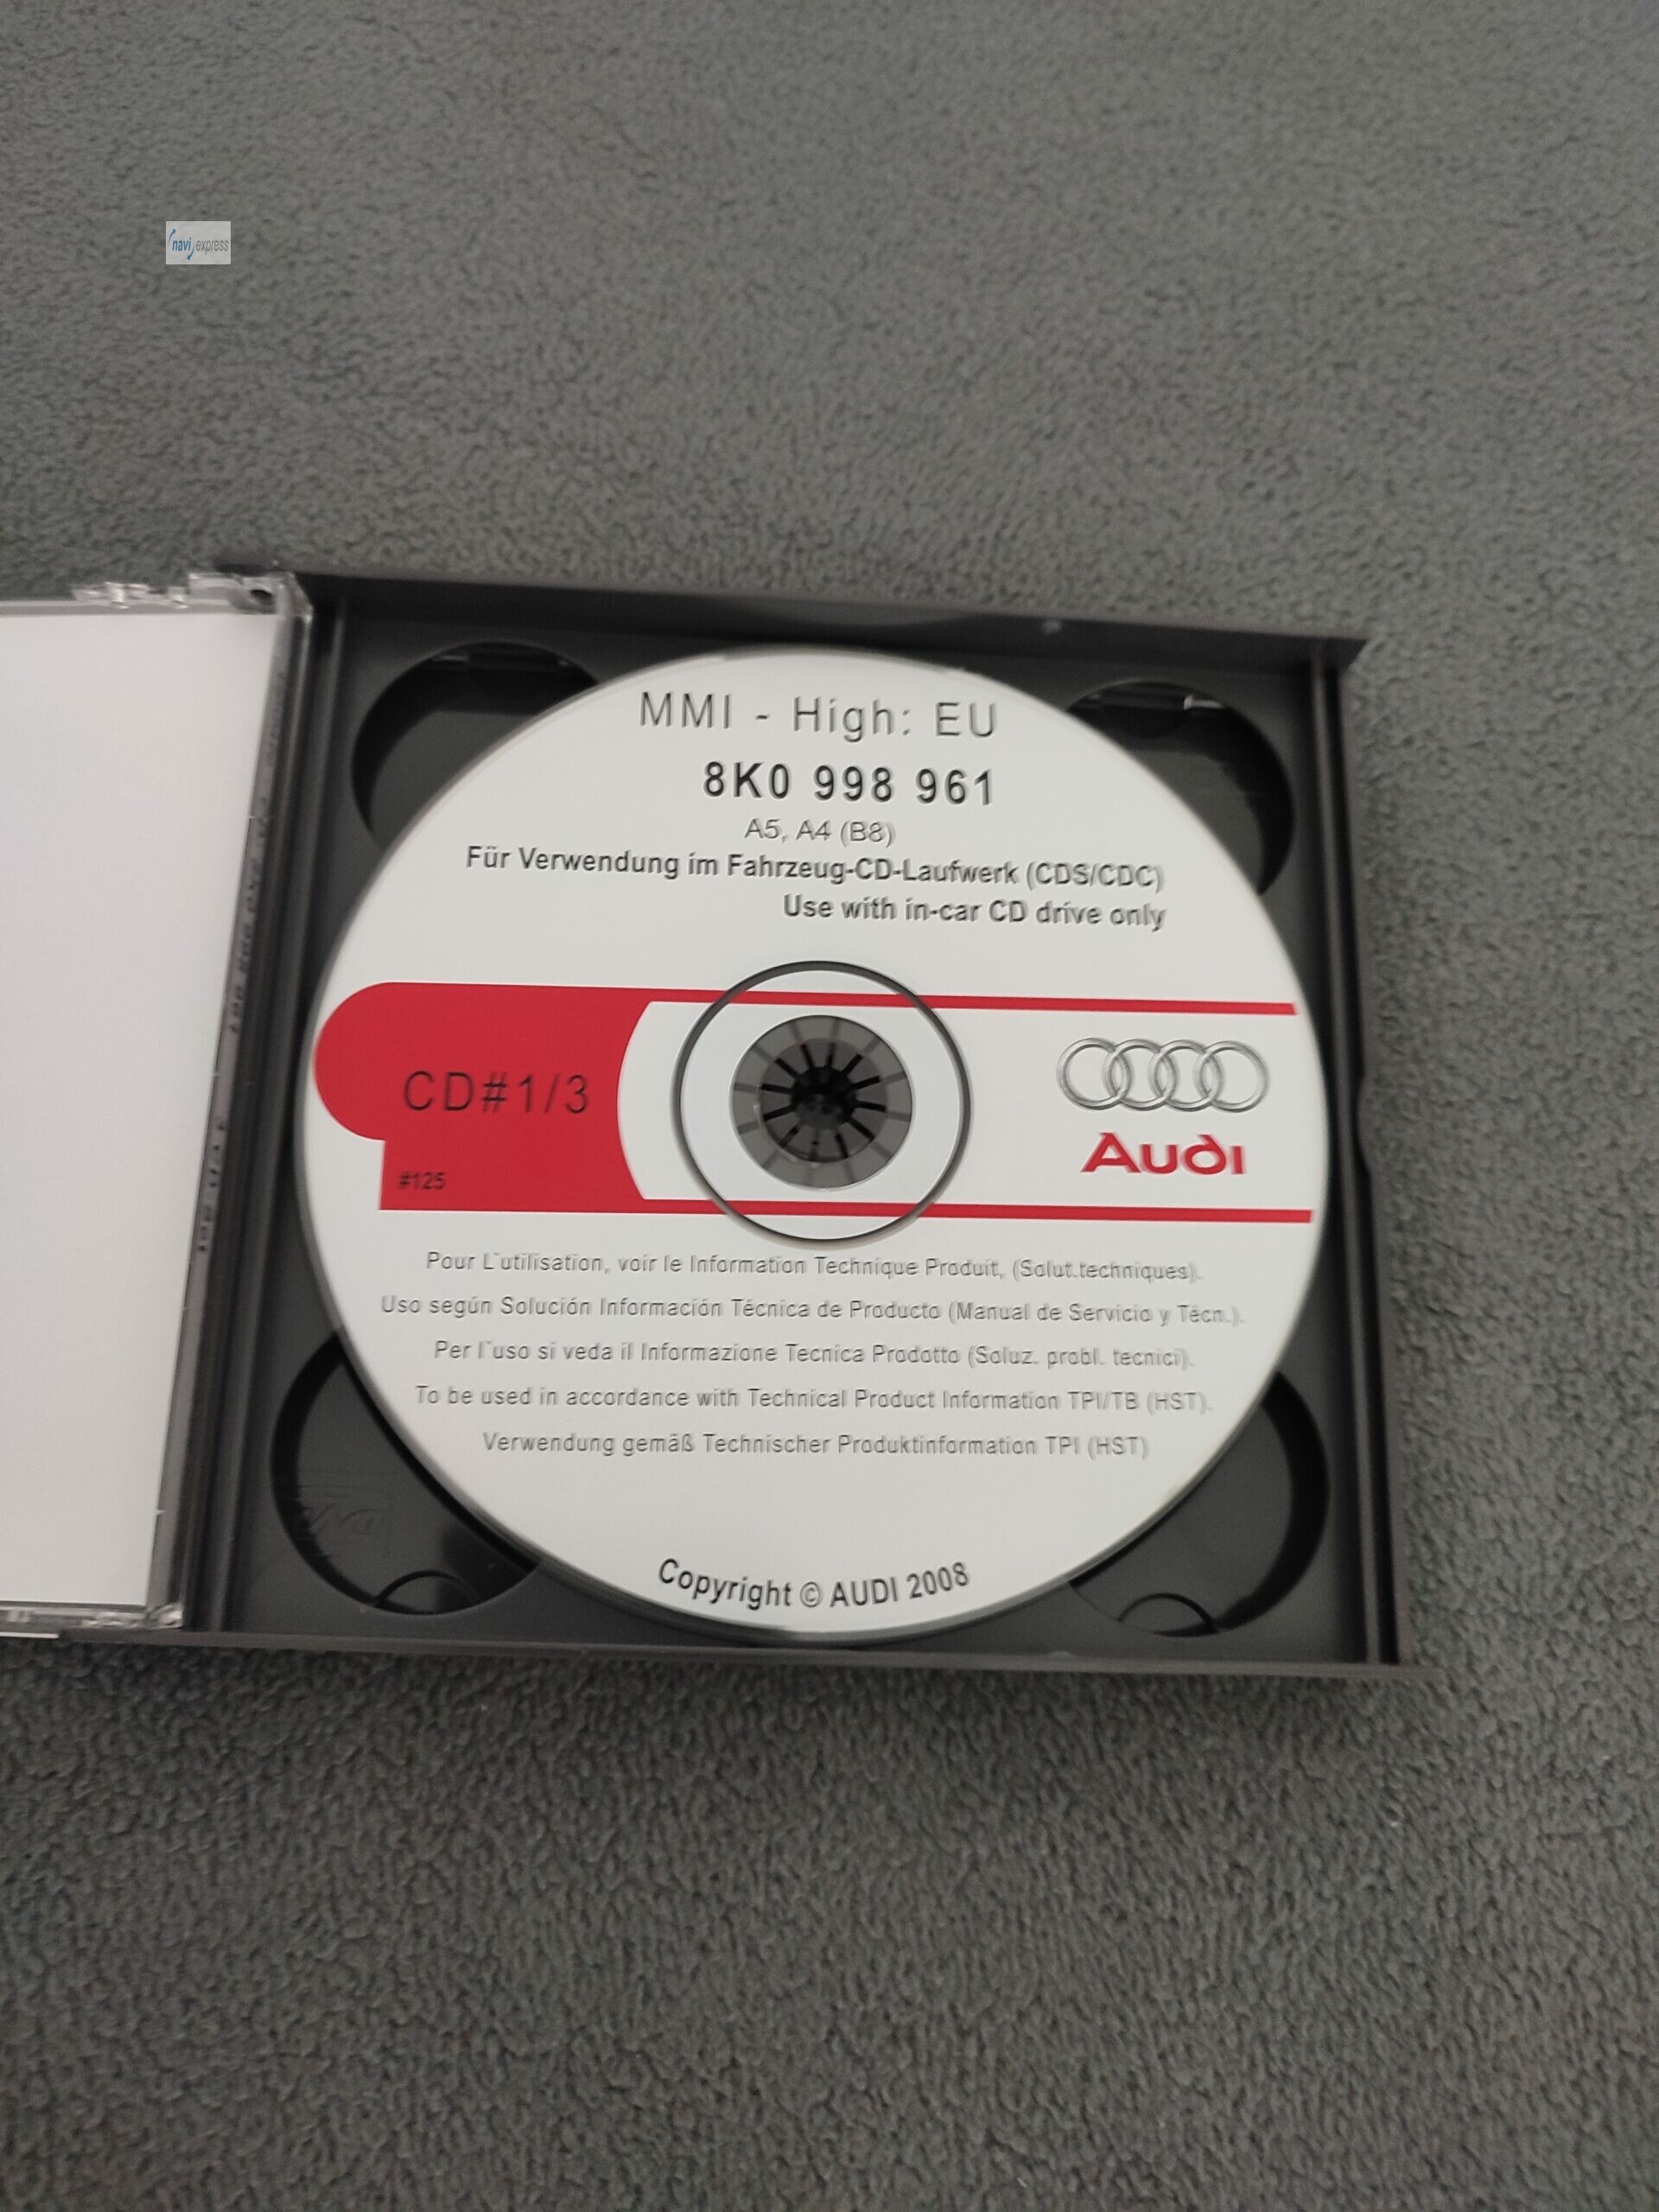 navi express
MMI - High: EU
8K0 998 961
A5, A4 (B8)
Für Verwendung im Fahrzeug-CD-Laufwerk (CDS/CDC)
Use with in-car CD drive only
CD#1/3
#125
Audi
Pour L`utilisation, voir le Information Technique Produit, (Solut.techniques).
Uso según Solución Información Técnica de Producto (Manual de Servicio y Técn.).
Per l`uso si veda il Informazione Tecnica Prodotto (Soluz. probl. tecnici).
To be used in accordance with Technical Product Information TPI/TB (HST).
Verwendung gemäß Technischer Produktinformation TPI (HST)
Copyright © AUDI 2008